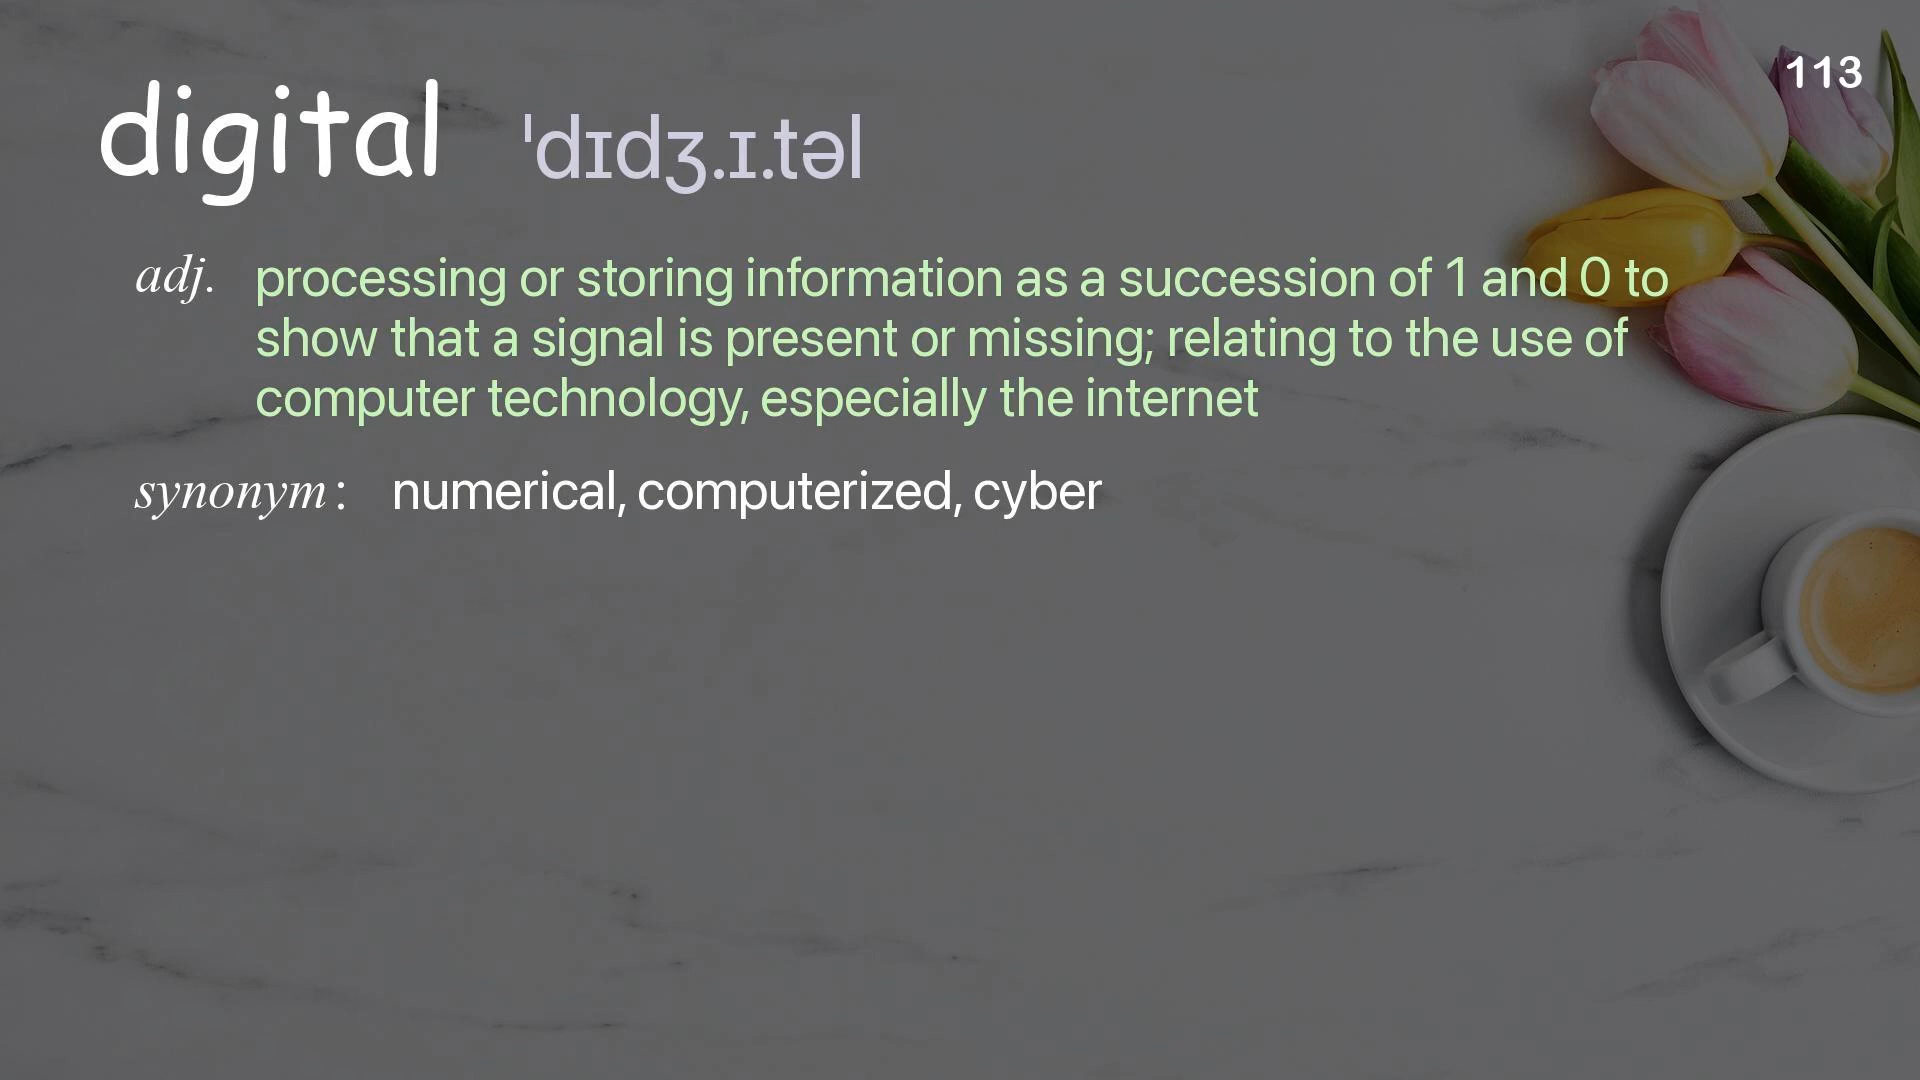 113
digital ˈdɪdʒ.ɪ.təl
adj. processing or storing information as a succession of 1 and 0 to
show that a signal is present or missing; relating to the use of
computer technology, especially the internet
synonym : numerical, computerized, cyber